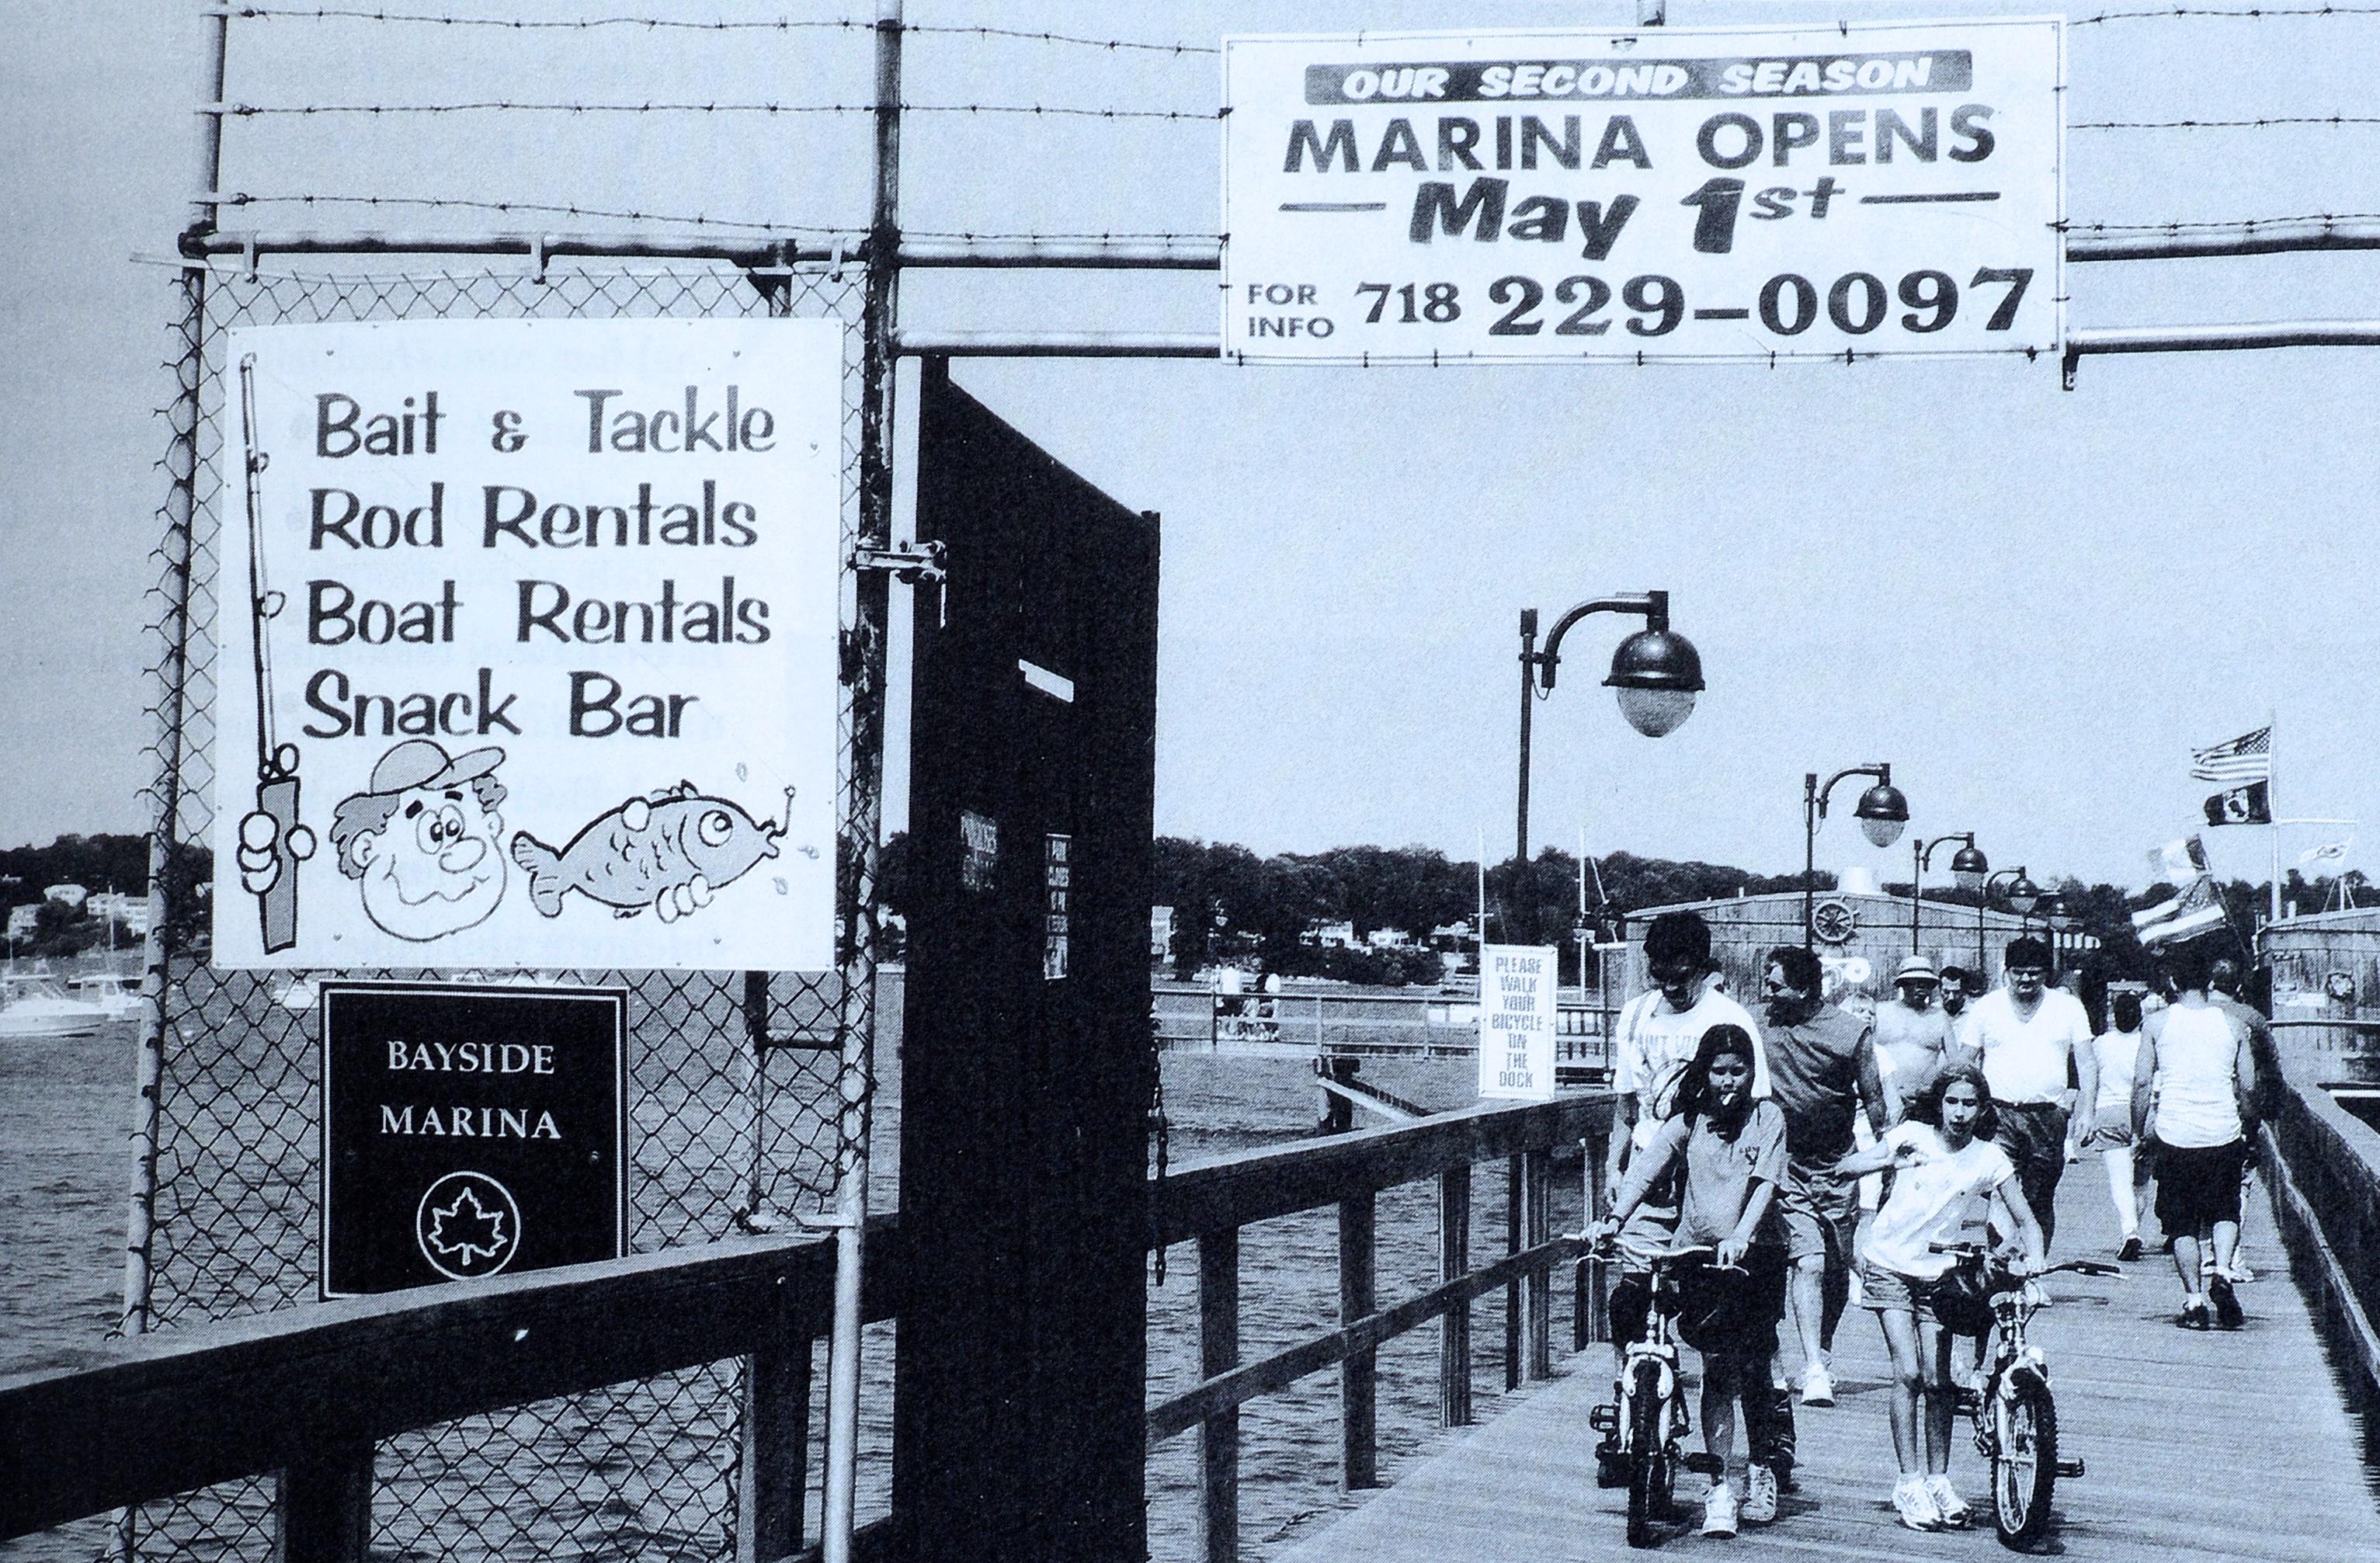 OUR SECOND SEASON
MARINA OPENS
May 1st
FOR INFO 718 229-0097
Bait & Tackle
Rod Rentals
Boat Rentals
Snack Bar
BAYSIDE
MARINA
PLEASE
WALK
YOUR
BICYCLE
ON
THE
DOCK